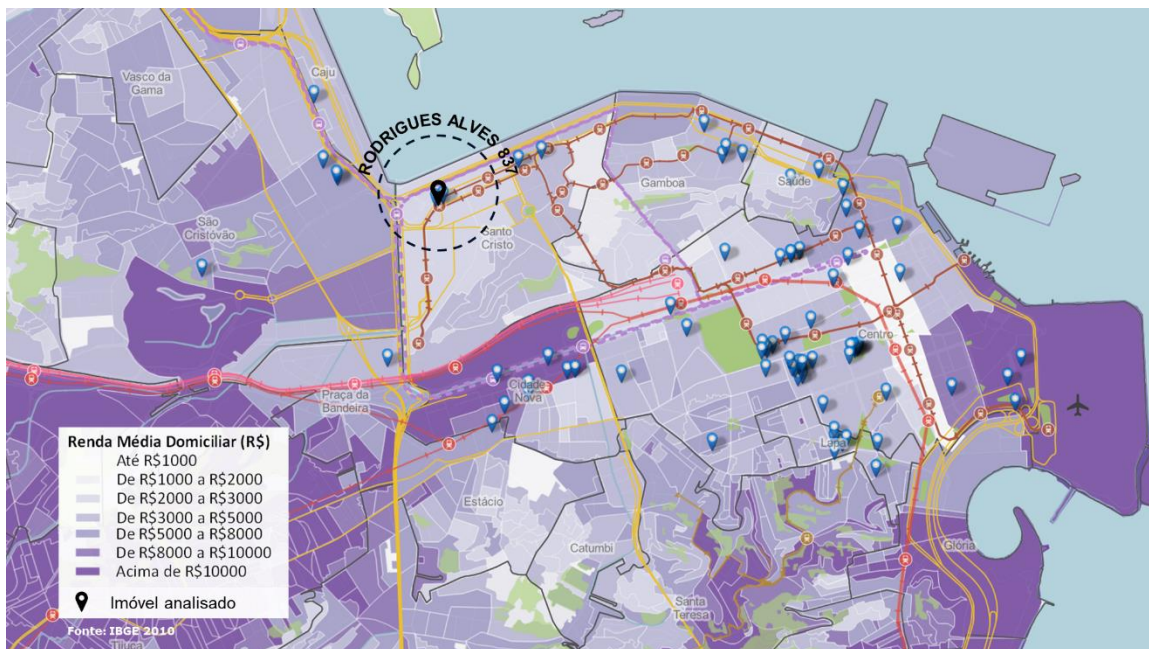 Vasco da
Gama
Caju
RODRIGUES ALVES 837
São
Cristóvão
Santo
Cristo
Gamboa
Saúde
Praça da
Bandeira
Cidade
Nova
Centro
Lapa
Estácio
Catumbi
Santa
Teresa
Glória
Tijuca
Renda Média Domiciliar (R$)
Até R$1000
De R$1000 a R$2000
De R$2000 a R$3000
De R$3000 a R$5000
De R$5000 a R$8000
De R$8000 a R$10000
Acima de R$10000
Imóvel analisado
Fonte: IBGE 2010